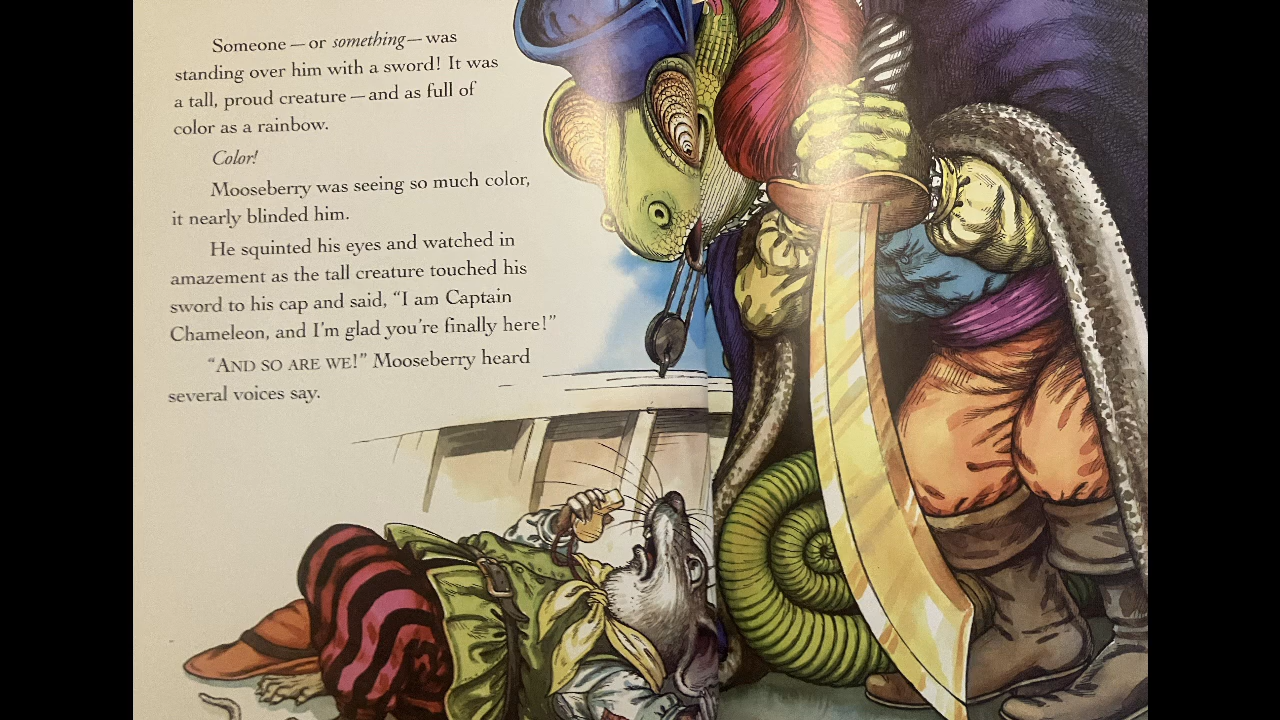 Someone—or something—was
standing over him with a sword! It was
a tall, proud creature—and as full of
color as a rainbow.
Color!
Mooseberry was seeing so much color,
it nearly blinded him.
He squinted his eyes and watched in
amazement as the tall creature touched his
sword to his cap and said, “I am Captain
Chameleon, and I’m glad you’re finally here!”
“AND SO ARE WE!” Mooseberry heard
several voices say.